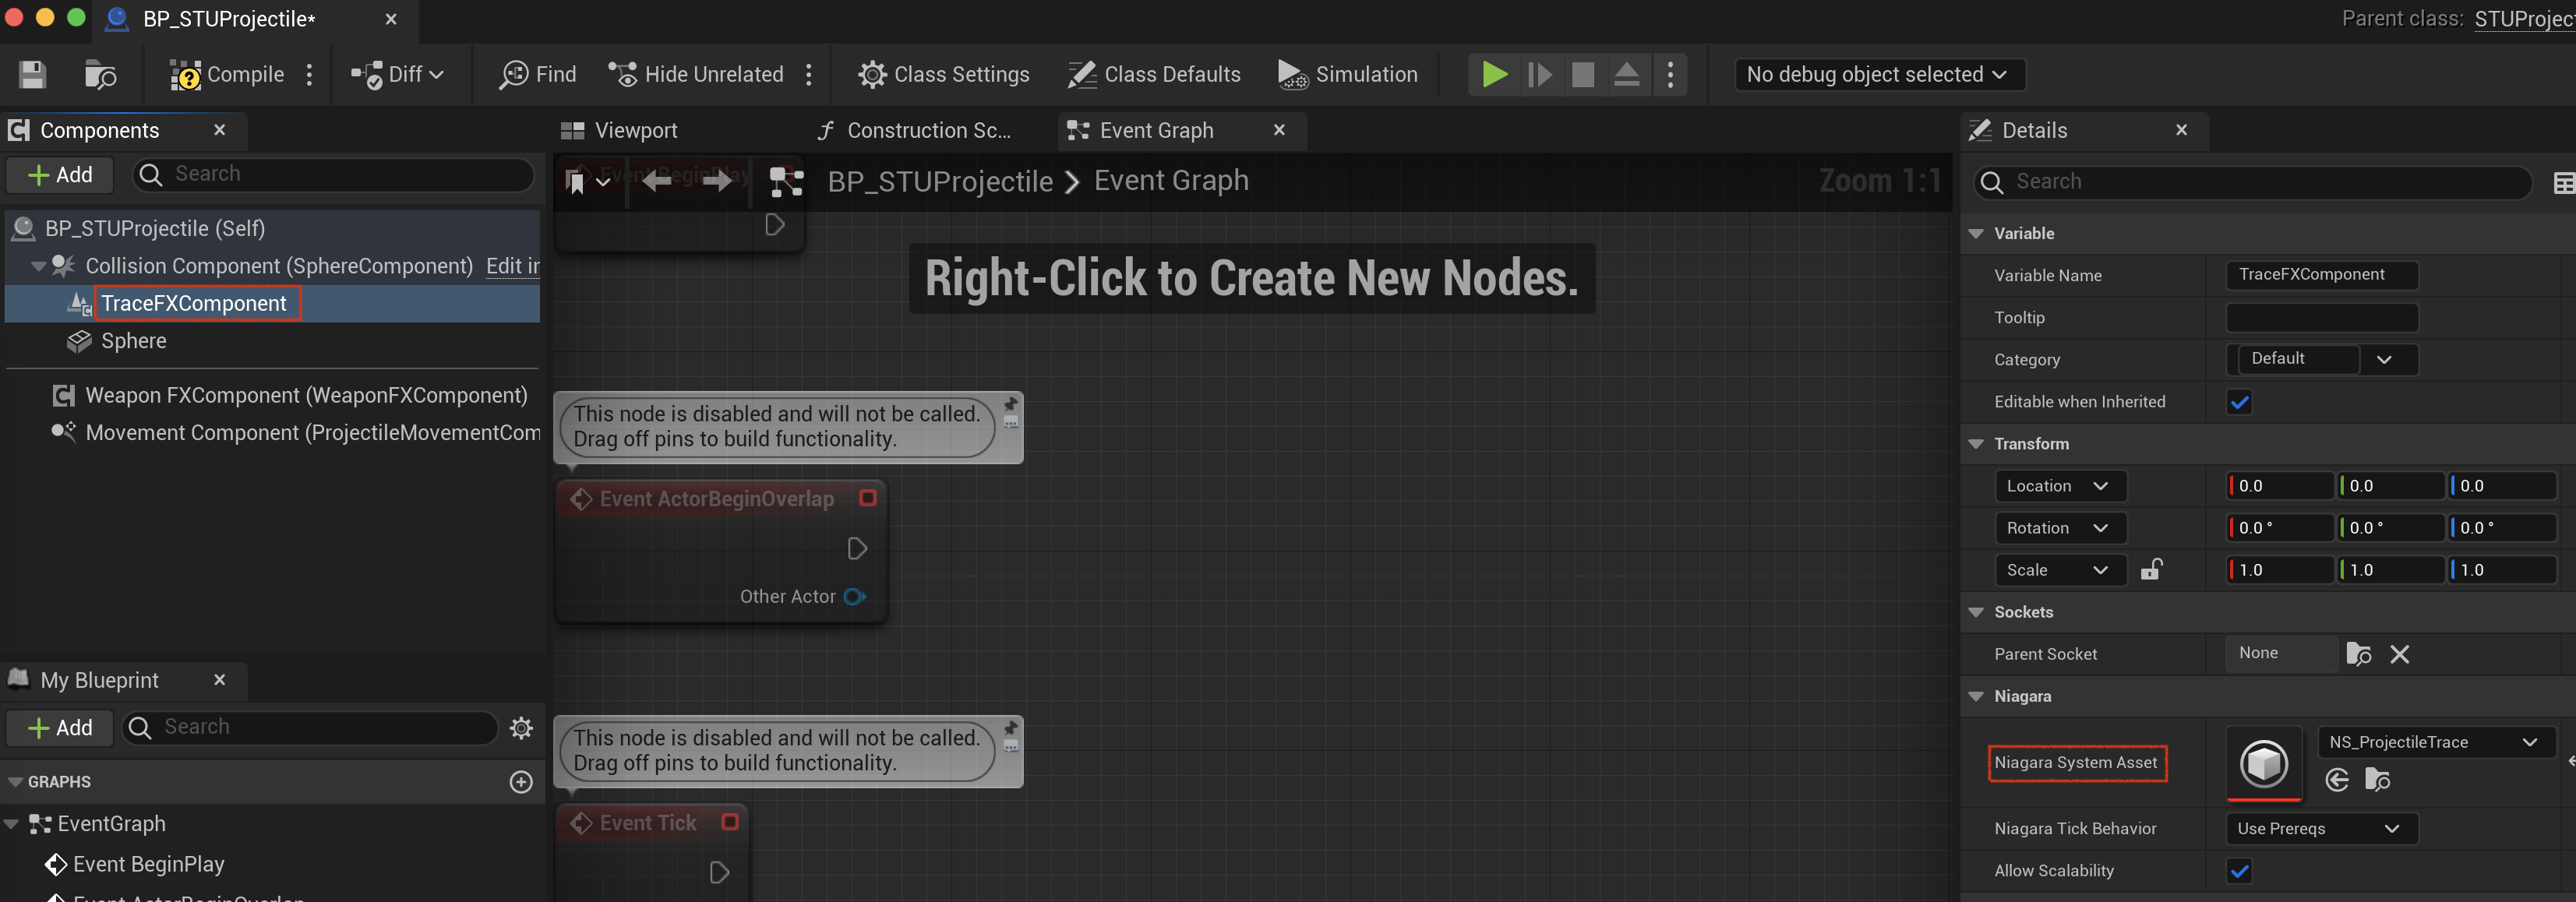 BP_STUProjectile*
Parent class: STUProjec
Compile
Diff
Find
Hide Unrelated
Class Settings
Class Defaults
Simulation
No debug object selected
Components
Add
Search
BP_STUProjectile (Self)
Collision Component (SphereComponent) Edit in
TraceFXComponent
Sphere
Weapon FXComponent (WeaponFXComponent)
Movement Component (ProjectileMovementCom
My Blueprint
Add
Search
GRAPHS
EventGraph
Event BeginPlay
Event ActorBeginOverlap
Viewport
Construction Sc...
Event Graph
Event BeginPlay
BP_STUProjectile > Event Graph
Zoom 1:1
Right-Click to Create New Nodes.
This node is disabled and will not be called.
Drag off pins to build functionality.
Event ActorBeginOverlap
Other Actor
This node is disabled and will not be called.
Drag off pins to build functionality.
Event Tick
Details
Search
Variable
Variable Name TraceFXComponent
Tooltip
Category Default
Editable when Inherited
Transform
Location 0.0 0.0 0.0
Rotation 0.0 ° 0.0 ° 0.0 °
Scale 1.0 1.0 1.0
Sockets
Parent Socket None
Niagara
Niagara System Asset NS_ProjectileTrace
Niagara Tick Behavior Use Prereqs
Allow Scalability